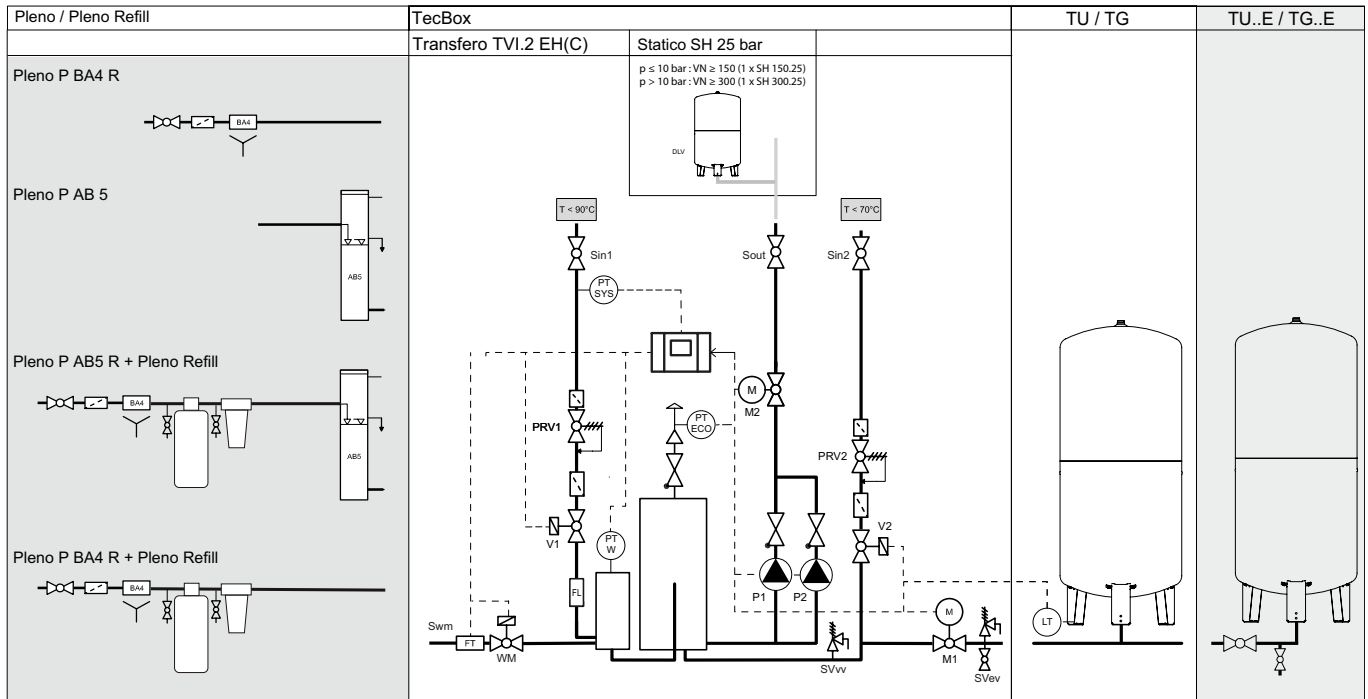 Pleno / Pleno Refill
TecBox
TU / TG
TU..E / TG..E
Transfero TVI.2 EH(C)
Statico SH 25 bar
p ≤ 10 bar : VN ≥ 150 (1 x SH 150.25)
p > 10 bar : VN ≥ 300 (1 x SH 300.25)
DLV
Pleno P BA4 R
BA4
Pleno P AB 5
AB5
Pleno P AB5 R + Pleno Refill
BA4
AB5
Pleno P BA4 R + Pleno Refill
BA4
T < 90°C
T < 70°C
Sin1
Sout
Sin2
PT
SYS
M
M2
PT
ECO
PRV1
PRV2
V1
V2
PT
W
P1
P2
FL
M
LT
Swm
FT
WM
SVvv
M1
SVev